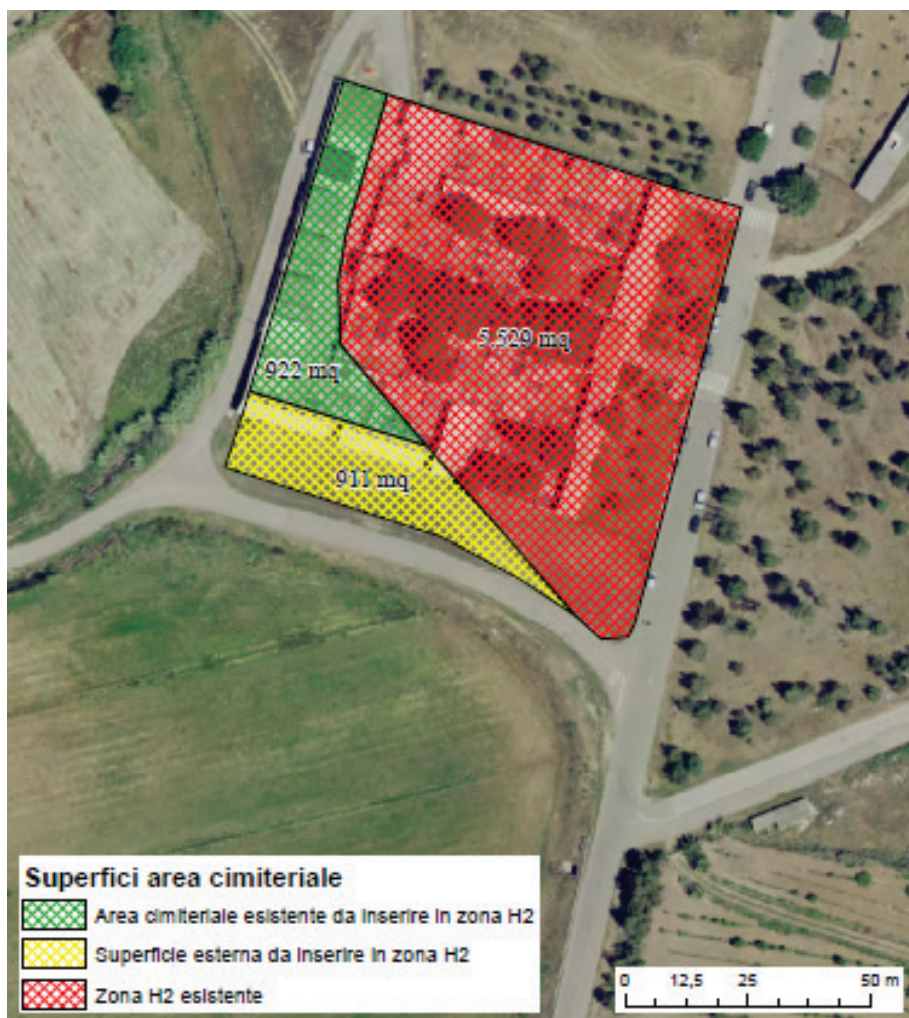 5.529 mq
922 mq
911 mq
Superfici area cimiteriale
Area cimiteriale esistente da inserire in zona H2
Superficie esterna da inserire in zona H2
Zona H2 esistente
0 12,5 25 50 m